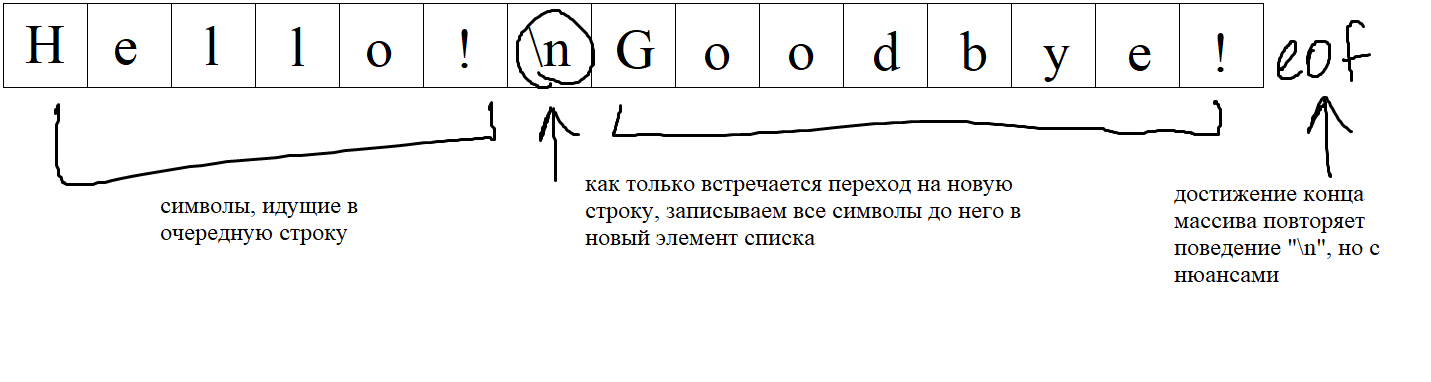 H e l l o ! \n G o o d b y e ! eof
символы, идущие в
очередную строку
как только встречается переход на новую
строку, записываем все символы до него в
новый элемент списка
достижение конца
массива повторяет
поведение "\n", но с
нюансами